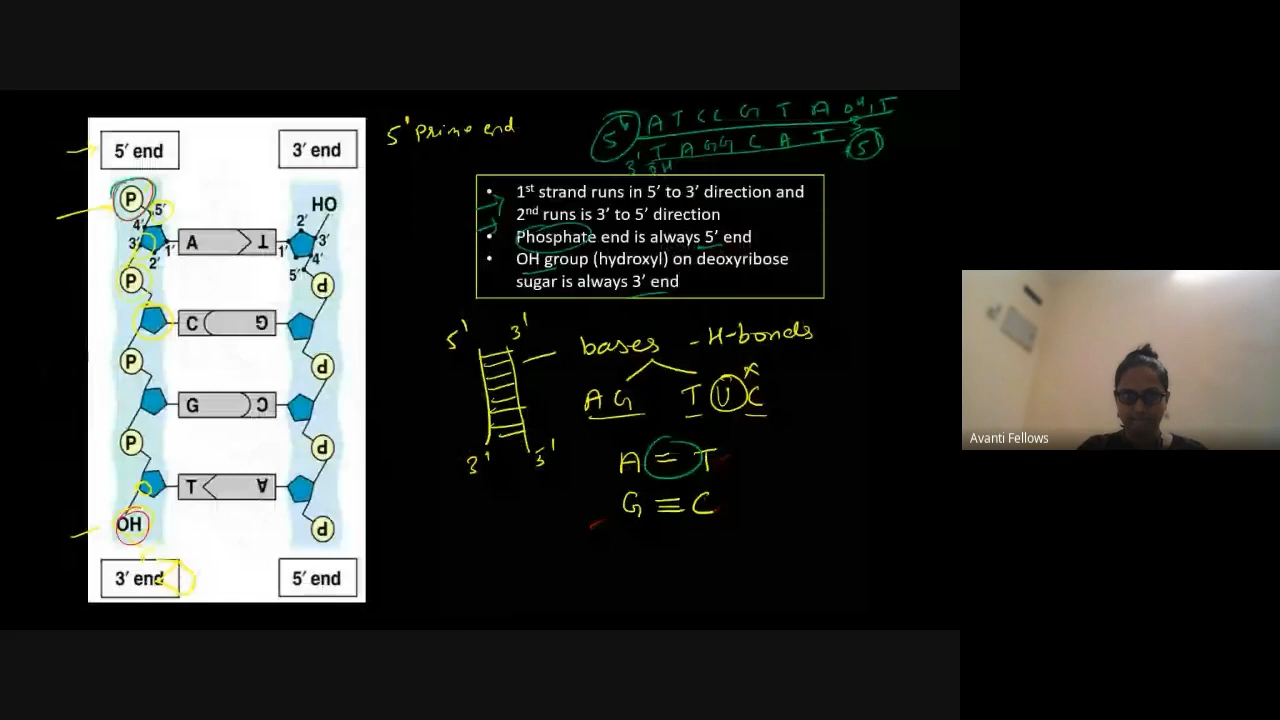 5' Prime end
5' A T C C G T A OH T
3' T A G G C A T 3' 5'
OH
5' end 3' end
P 5' HO
4' 2'
3' A T 3'
2' 1' 1' 4'
5'
P P
C G
P P
G C
P P
T A
OH P
3' end 5' end
• 1st strand runs in 5' to 3' direction and
2nd runs is 3' to 5' direction
• Phosphate end is always 5' end
• OH group (hydroxyl) on deoxyribose
sugar is always 3' end
5' 3'
bases - H-bonds
A G T U C
3' 5'
A = T
G ≡ C
Avanti Fellows